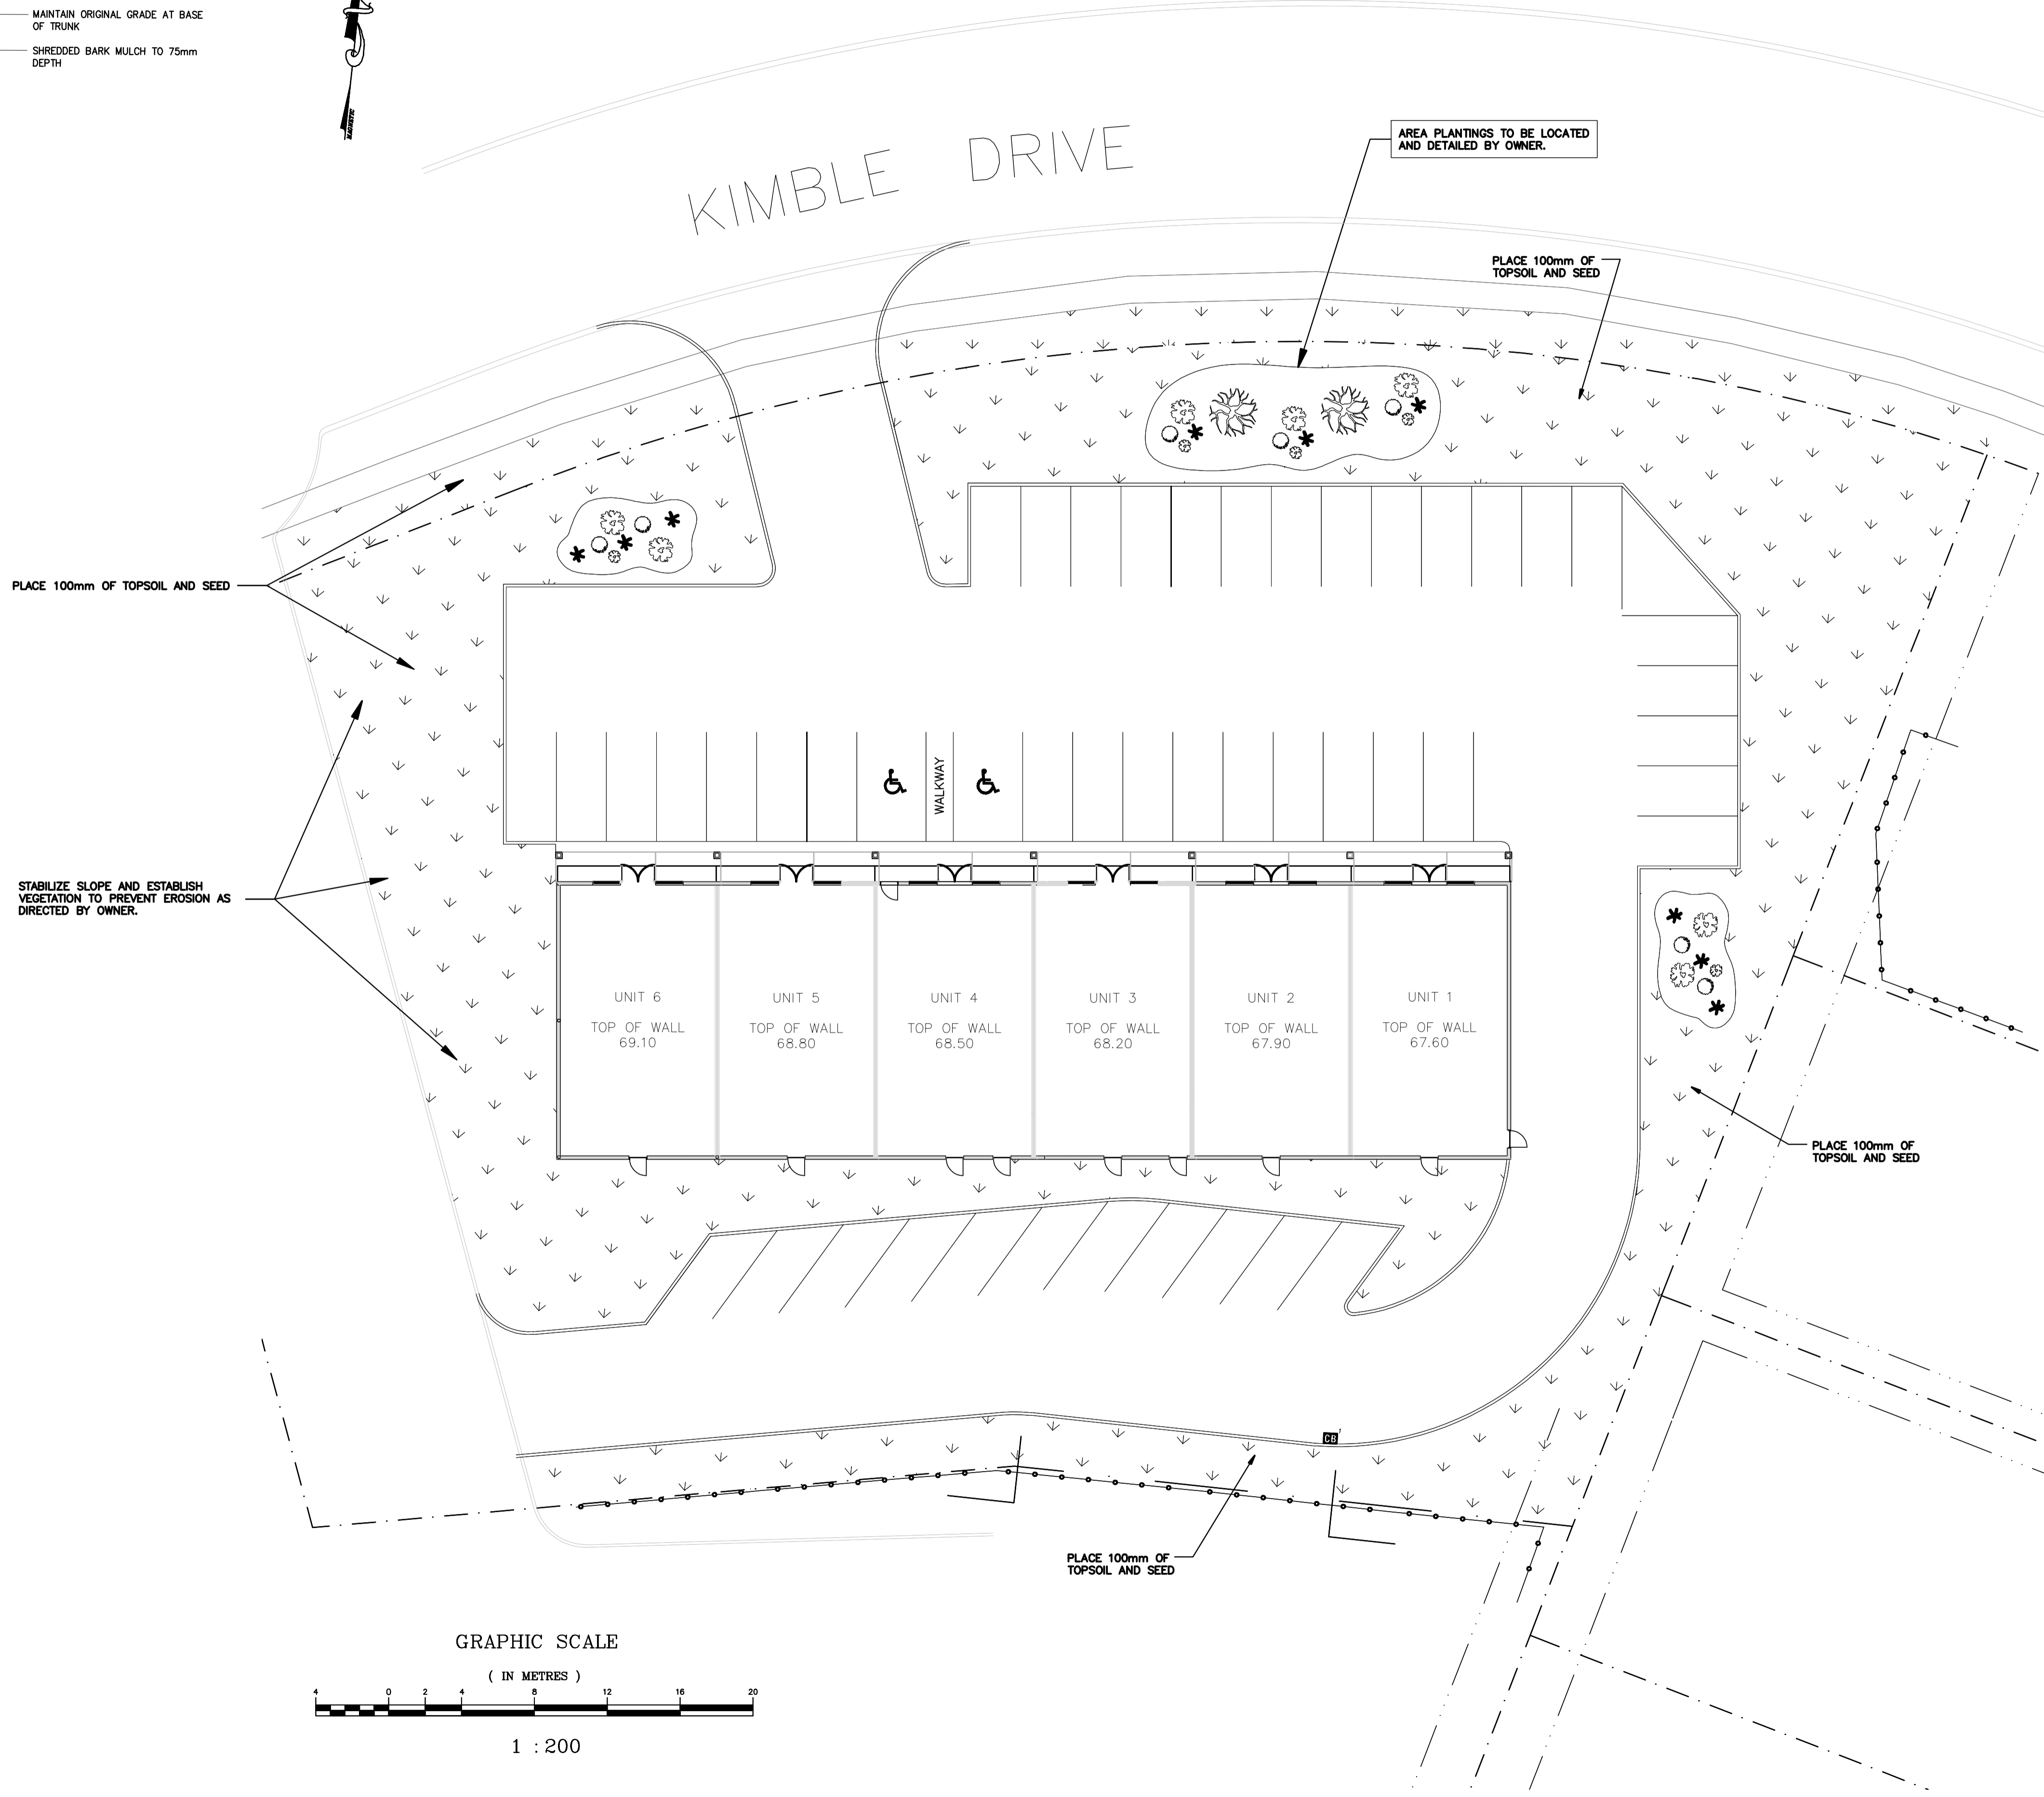 MAINTAIN ORIGINAL GRADE AT BASE
OF TRUNK
SHREDDED BARK MULCH TO 75mm
DEPTH
MAGNETIC
KIMBLE DRIVE
AREA PLANTINGS TO BE LOCATED
AND DETAILED BY OWNER.
PLACE 100mm OF
TOPSOIL AND SEED
PLACE 100mm OF TOPSOIL AND SEED
WALKWAY
STABILIZE SLOPE AND ESTABLISH
VEGETATION TO PREVENT EROSION AS
DIRECTED BY OWNER.
UNIT 6
TOP OF WALL
69.10
UNIT 5
TOP OF WALL
68.80
UNIT 4
TOP OF WALL
68.50
UNIT 3
TOP OF WALL
68.20
UNIT 2
TOP OF WALL
67.90
UNIT 1
TOP OF WALL
67.60
PLACE 100mm OF
TOPSOIL AND SEED
CB
PLACE 100mm OF
TOPSOIL AND SEED
GRAPHIC SCALE
( IN METRES )
4 0 2 4 8 12 16 20
1 : 200